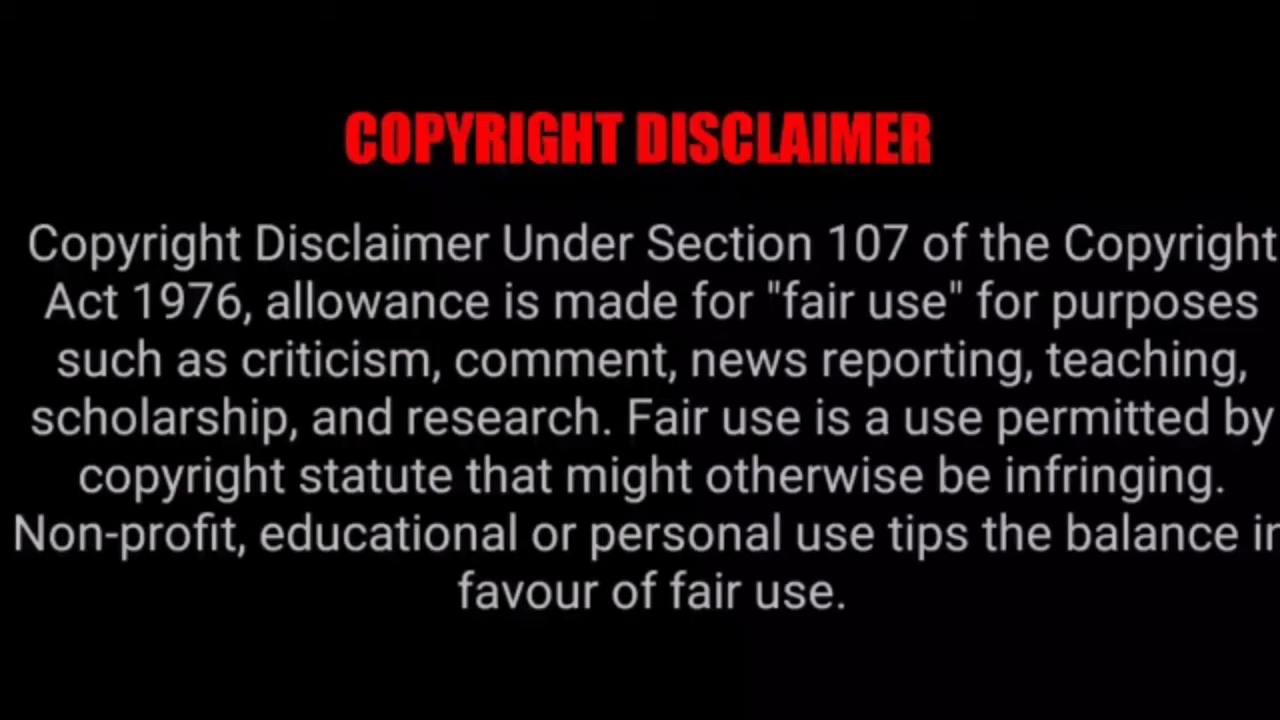 COPYRIGHT DISCLAIMER
Copyright Disclaimer Under Section 107 of the Copyright
Act 1976, allowance is made for "fair use" for purposes
such as criticism, comment, news reporting, teaching,
scholarship, and research. Fair use is a use permitted by
copyright statute that might otherwise be infringing.
Non-profit, educational or personal use tips the balance in
favour of fair use.